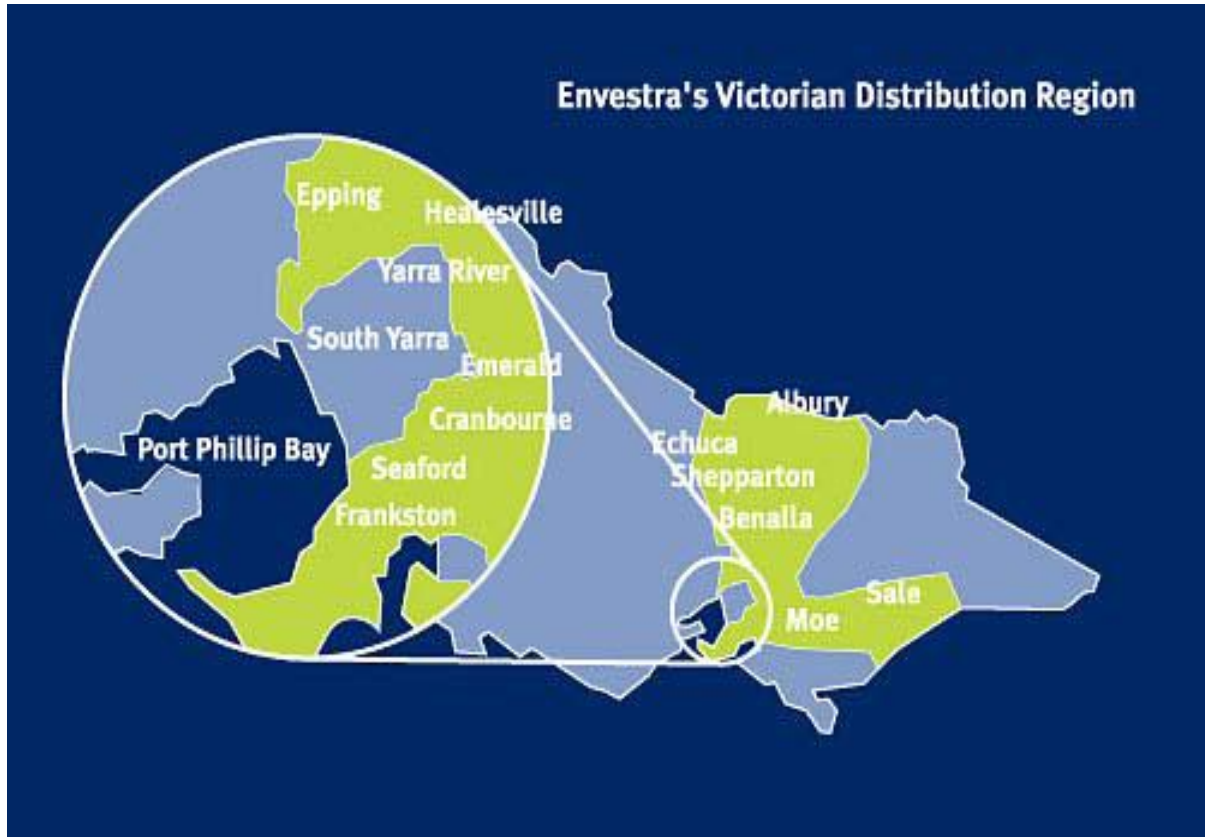 Envestra's Victorian Distribution Region
Epping
Healesville
Yarra River
South Yarra
Emerald
Cranbourne
Port Phillip Bay
Seaford
Frankston
Albury
Echuca
Shepparton
Benalla
Sale
Moe